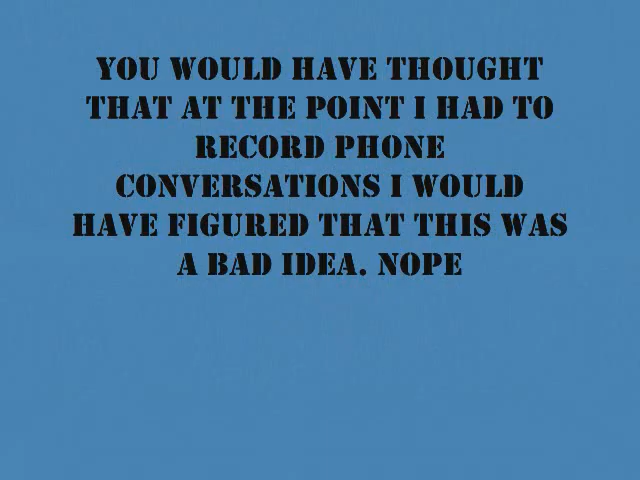 YOU WOULD HAVE THOUGHT
THAT AT THE POINT I HAD TO
RECORD PHONE
CONVERSATIONS I WOULD
HAVE FIGURED THAT THIS WAS
A BAD IDEA. NOPE